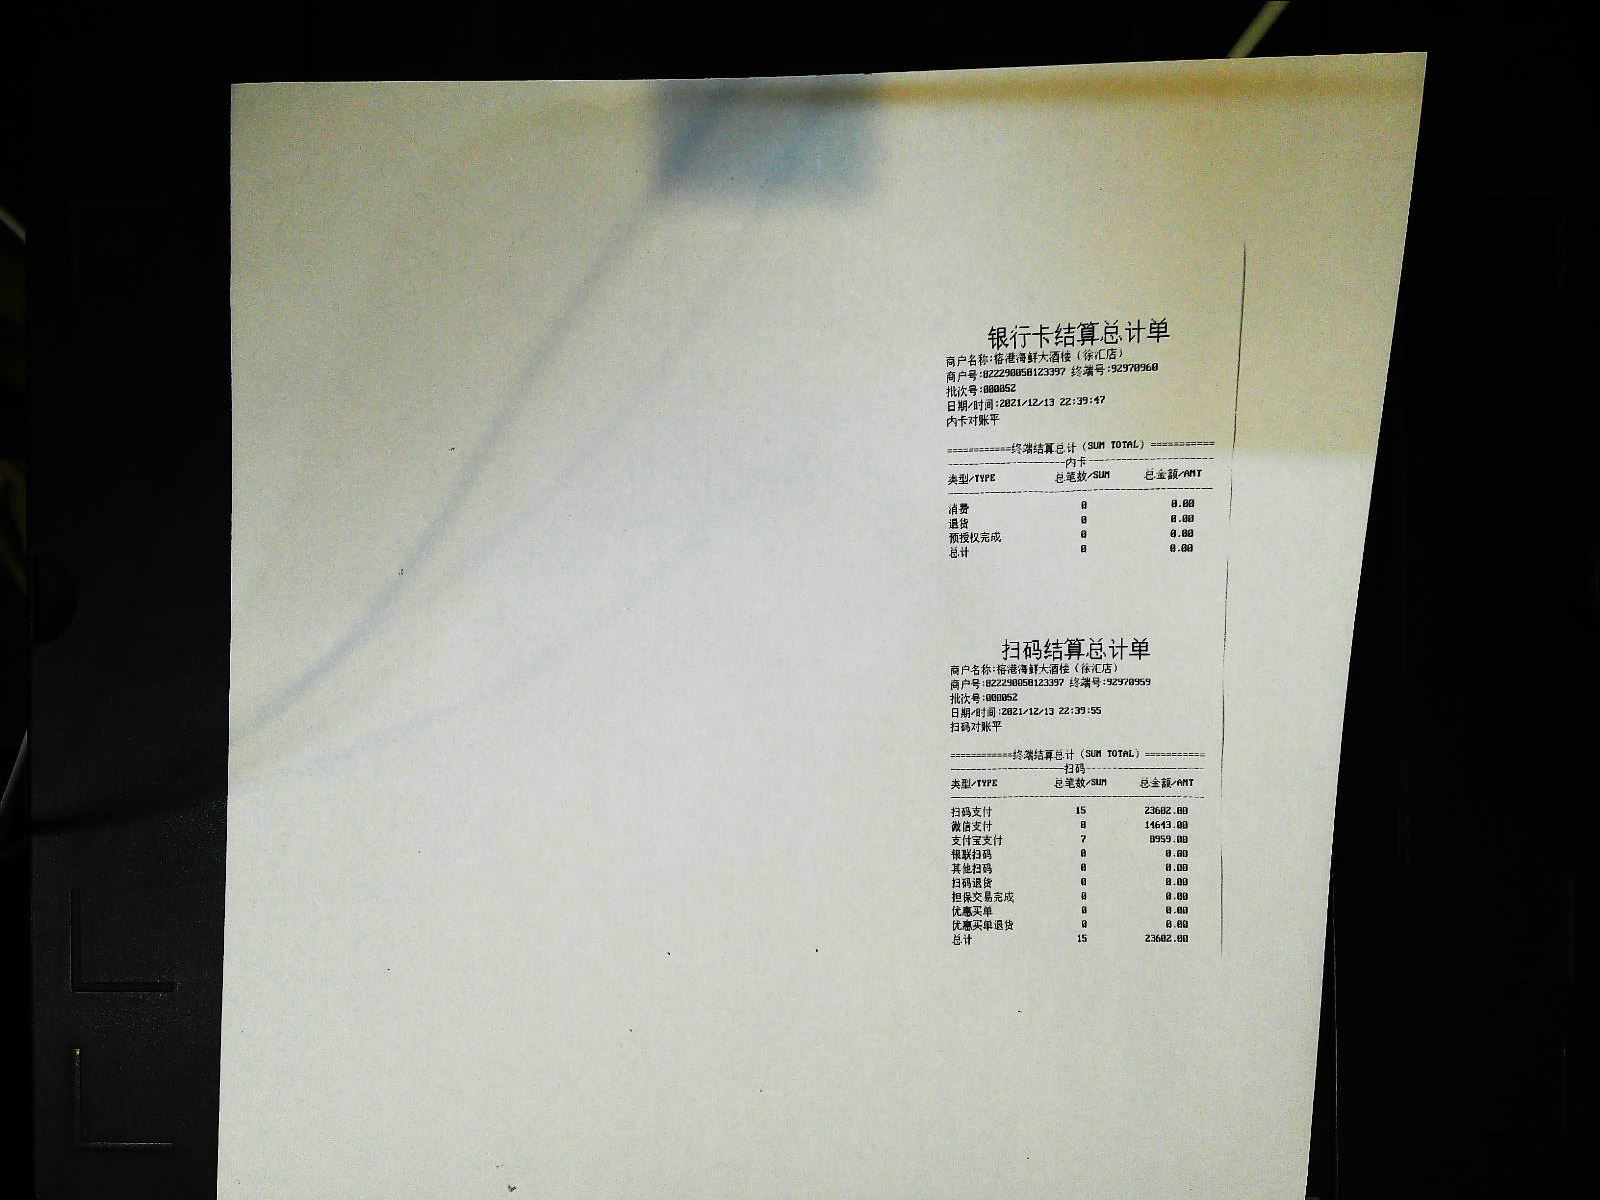 银行卡结算总计单
商户名称:榕港海鲜大酒楼（徐汇店）
商户号:822290058123397 终端号:92970960
批次号:000052
日期/时间:2021/12/13 22:39:47
内卡对账平
============终端结算总计（SUM TOTAL）============
----------------------内卡----------------------
类型/TYPE 总笔数/SUM 总金额/AMT
消费 0 0.00
退货 0 0.00
预授权完成 0 0.00
总计 0 0.00
扫码结算总计单
商户名称:榕港海鲜大酒楼（徐汇店）
商户号:822290058123397 终端号:92970959
批次号:000052
日期/时间:2021/12/13 22:39:55
扫码对账平
============终端结算总计（SUM TOTAL）============
----------------------扫码----------------------
类型/TYPE 总笔数/SUM 总金额/AMT
扫码支付 15 23602.00
微信支付 8 14643.00
支付宝支付 7 8959.00
银联扫码 0 0.00
其他扫码 0 0.00
扫码退货 0 0.00
担保交易完成 0 0.00
优惠买单 0 0.00
优惠买单退货 0 0.00
总计 15 23602.00